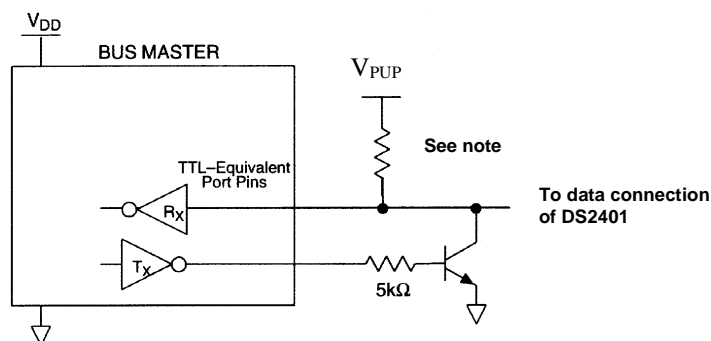 VDD
BUS MASTER
VPUP
See note
TTL–Equivalent
Port Pins
RX
To data connection
of DS2401
TX
5kΩ